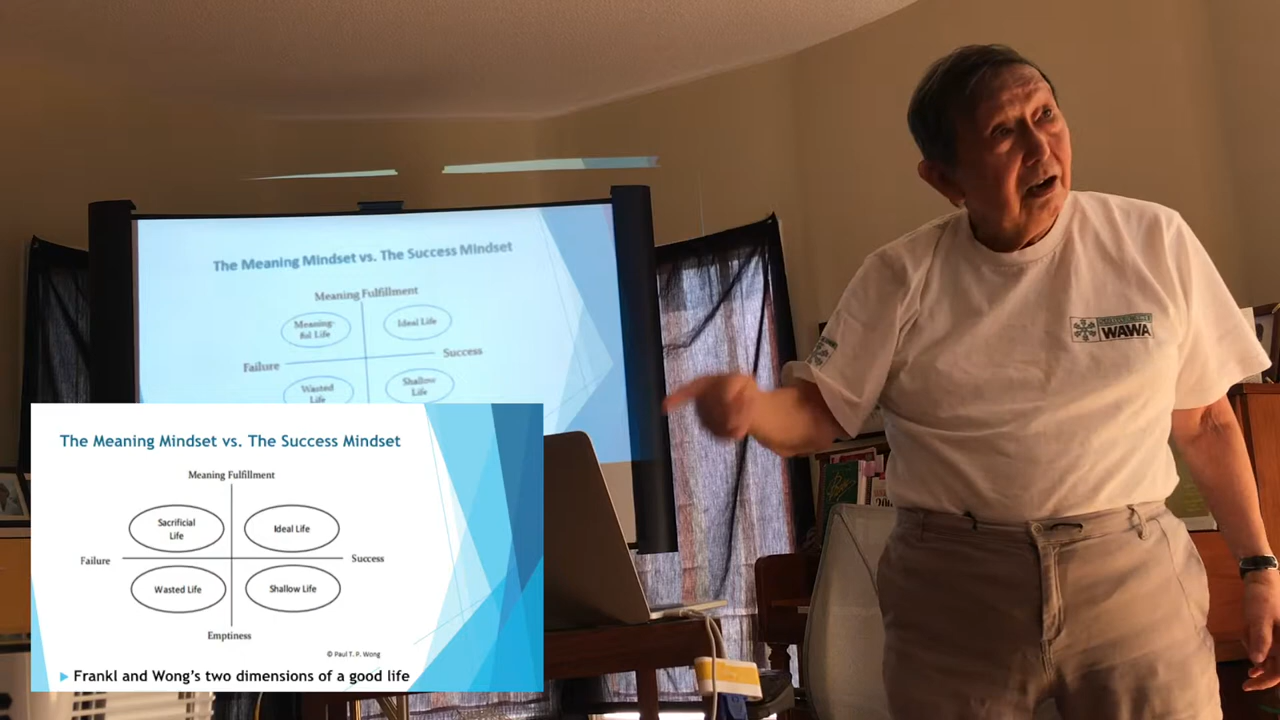 The Meaning Mindset vs. The Success Mindset
Meaning Fulfillment
Meaning-
ful Life
Ideal Life
Failure
Success
Wasted
Life
Shallow
Life
WAWA
The Meaning Mindset vs. The Success Mindset
Meaning Fulfillment
Sacrificial
Life
Ideal Life
Failure
Success
Wasted Life
Shallow Life
Emptiness
© Paul T. P. Wong
Frankl and Wong's two dimensions of a good life